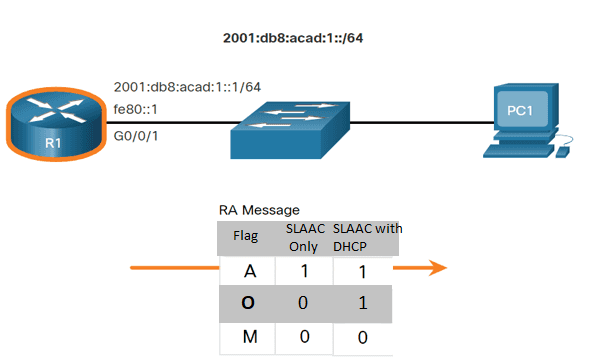 2001:db8:acad:1::/64
2001:db8:acad:1::1/64
fe80::1
G0/0/1
R1
PC1
RA Message
Flag SLAAC Only SLAAC with DHCP
A 1 1
O 0 1
M 0 0